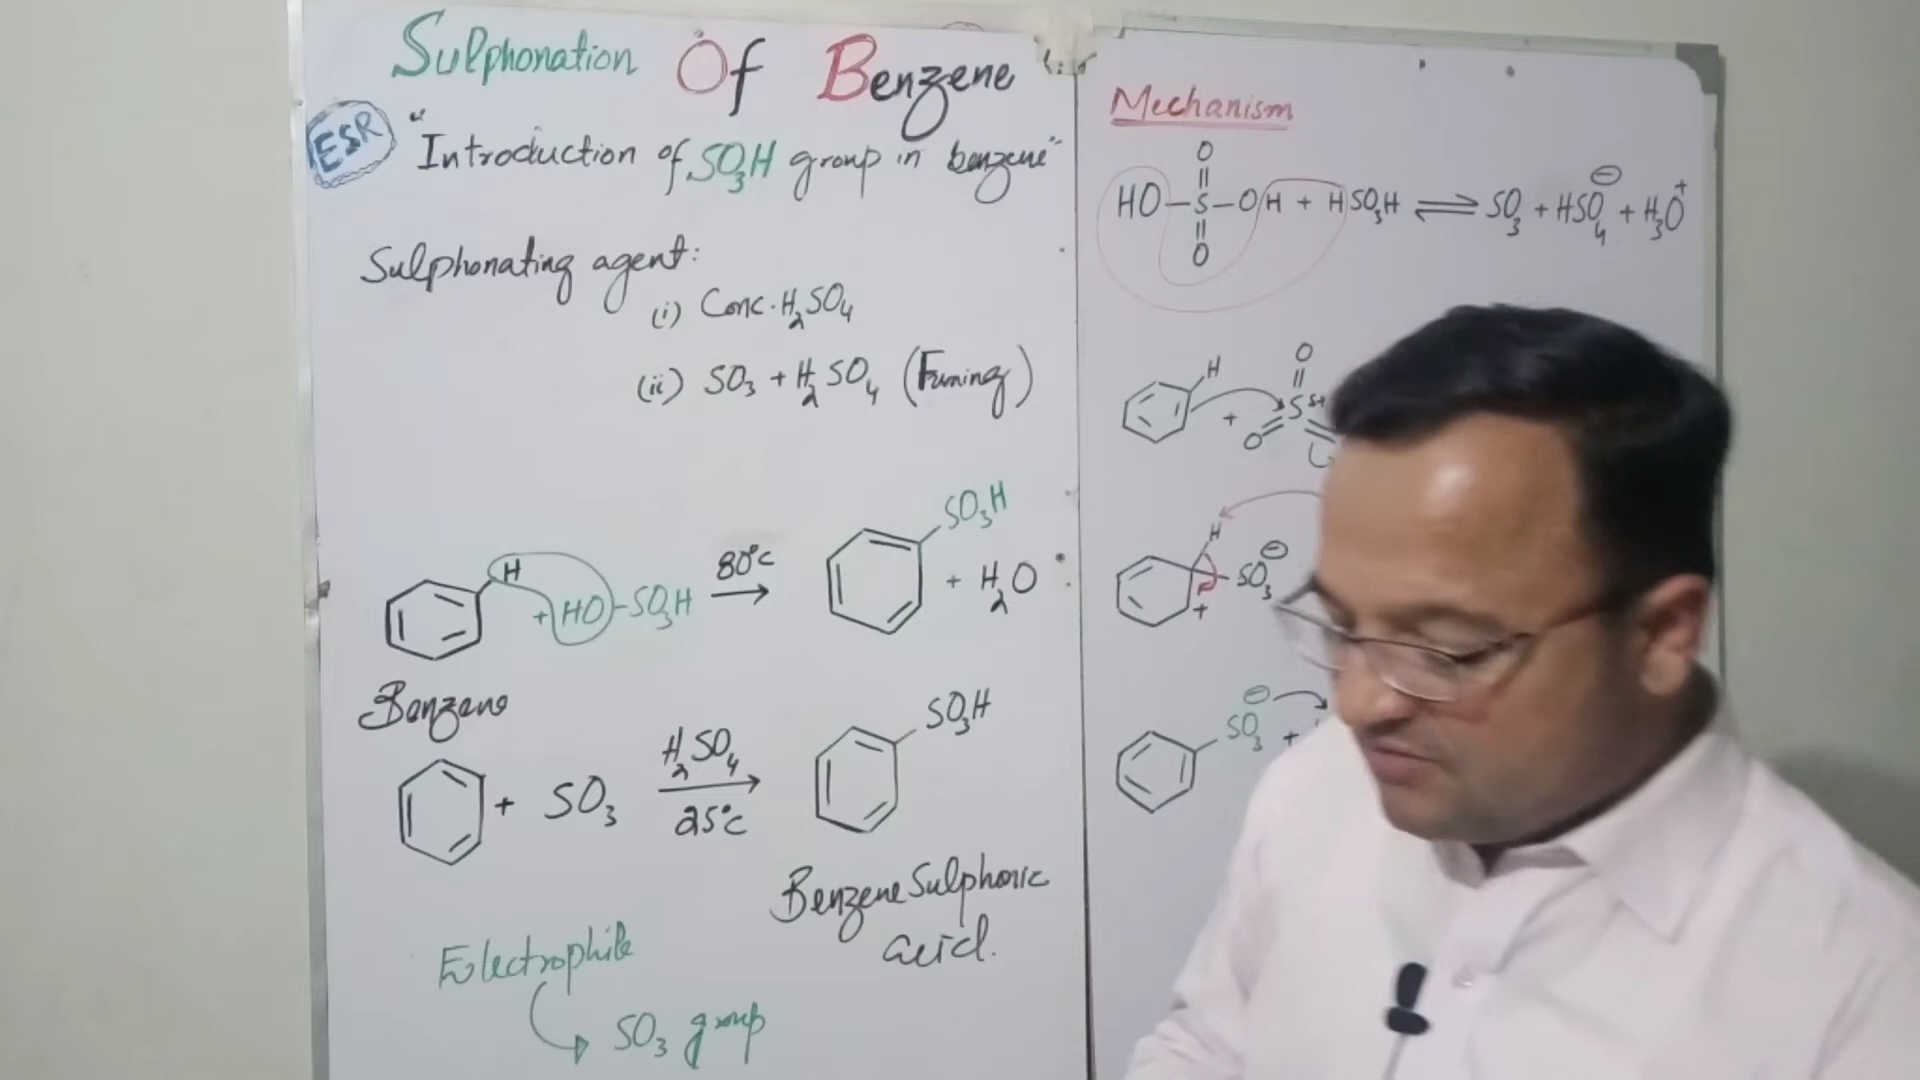 Sulphonation Of Benzene
ESR
"Introduction of SO₃H group in benzene"
Sulphonating agent:
(i) Conc. H₂SO₄
(ii) SO₃ + H₂SO₄ (Fuming)
H + HO-SO₃H 80°C → SO₃H + H₂O
Benzene
+ SO₃ H₂SO₄ → 25°C SO₃H
Benzene Sulphonic
acid.
Electrophile
SO₃ group
Mechanism
O
HO-S-OH + HSO₃H ⇌ SO₃ + HSO₄⊖ + H₃O⁺
O
H + O S δ+ O
H SO₃⊖ +
SO₃⊖ +